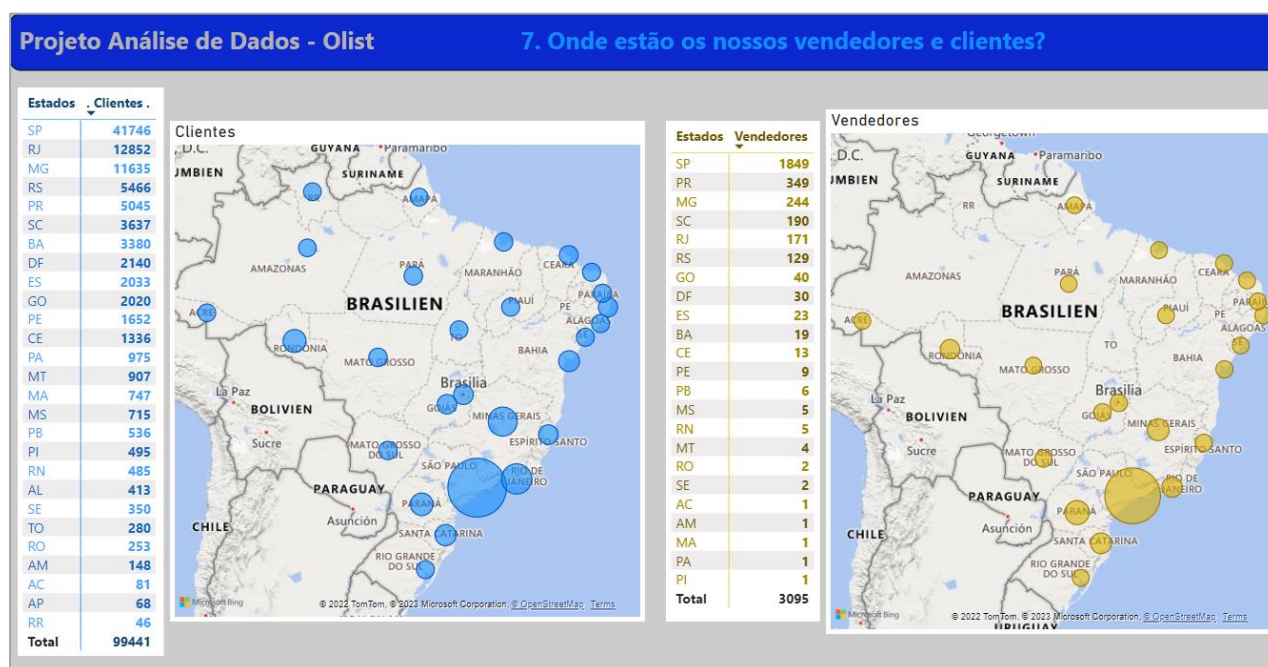 Projeto Análise de Dados - Olist
7. Onde estão os nossos vendedores e clientes?
Estados . Clientes .
SP 41746
RJ 12852
MG 11635
RS 5466
PR 5045
SC 3637
BA 3380
DF 2140
ES 2033
GO 2020
PE 1652
CE 1336
PA 975
MT 907
MA 747
MS 715
PB 536
PI 495
RN 485
AL 413
SE 350
TO 280
RO 253
AM 148
AC 81
AP 68
RR 46
Total 99441
Clientes
D.C.
GUYANA
Paramaribo
UMBIEN
SURINAME
RR
AMAPÁ
AMAZONAS
PARÁ
MARANHÃO
CEARÁ
BRASILIEN
PIAUÍ
PARAÍBA
PE
ACRE
ALAGOAS
SE
RONDÔNIA
TO
BAHIA
MATO GROSSO
La Paz
Brasilia
BOLIVIEN
GOIÁS
MINAS GERAIS
Sucre
MATO GROSSO
DO SUL
ESPÍRITO SANTO
SÃO PAULO
RIO DE
JANEIRO
PARAGUAY
PARANÁ
Asunción
CHILE
SANTA CATARINA
RIO GRANDE
DO SUL
Microsoft Bing
© 2022 TomTom, © 2023 Microsoft Corporation, © OpenStreetMap Terms
Estados Vendedores
SP 1849
PR 349
MG 244
SC 190
RJ 171
RS 129
GO 40
DF 30
ES 23
BA 19
CE 13
PE 9
PB 6
MS 5
RN 5
MT 4
RO 2
SE 2
AC 1
AM 1
MA 1
PA 1
PI 1
Total 3095
Vendedores
Georgetown
D.C.
GUYANA
Paramaribo
UMBIEN
SURINAME
RR
AMAPÁ
AMAZONAS
PARÁ
MARANHÃO
CEARÁ
BRASILIEN
PIAUÍ
PARAÍB
PE
ACRE
ALAGOAS
SE
RONDÔNIA
TO
BAHIA
MATO GROSSO
La Paz
Brasilia
BOLIVIEN
GOIÁS
MINAS GERAIS
Sucre
MATO GROSSO
DO SUL
ESPÍRITO SANTO
SÃO PAULO
RIO DE
JANEIRO
PARAGUAY
PARANÁ
Asunción
CHILE
SANTA CATARINA
RIO GRANDE
DO SUL
Microsoft Bing
© 2022 TomTom, © 2023 Microsoft Corporation, © OpenStreetMap Terms
URUGUAY